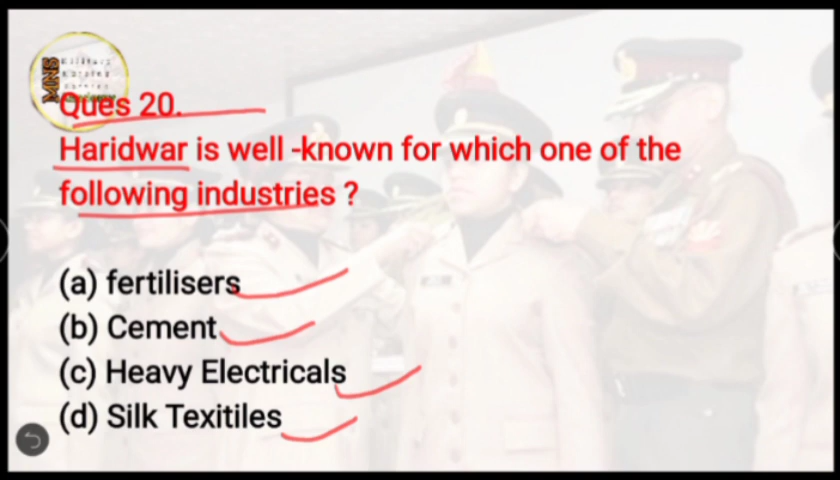 MNS
Ques 20.
Haridwar is well -known for which one of the
following industries ?
(a) fertilisers
(b) Cement
(c) Heavy Electricals
(d) Silk Texitiles